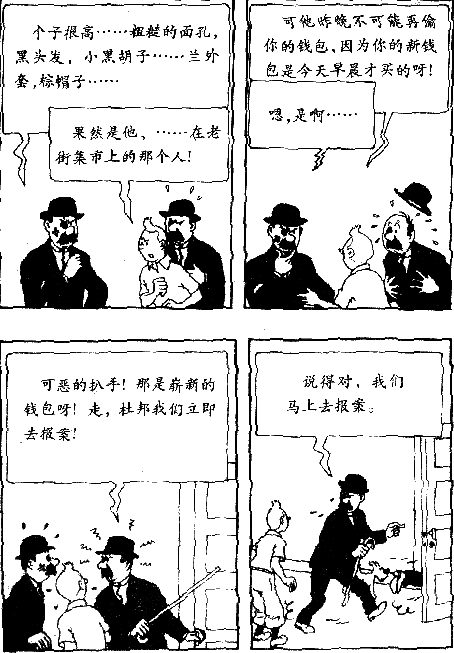 个子很高……粗糙的面孔,
黑头发,小黑胡子……兰外
套,棕帽子……
果然是他、……在老
街集市上的那个人!
可他昨晚不可能再偷
你的钱包,因为你的新钱
包是今天早晨才买的呀!
嗯,是啊……
可恶的扒手!那是崭新的
钱包呀!走,杜邦我们立即
去报案!
说得对,我们
马上去报案。